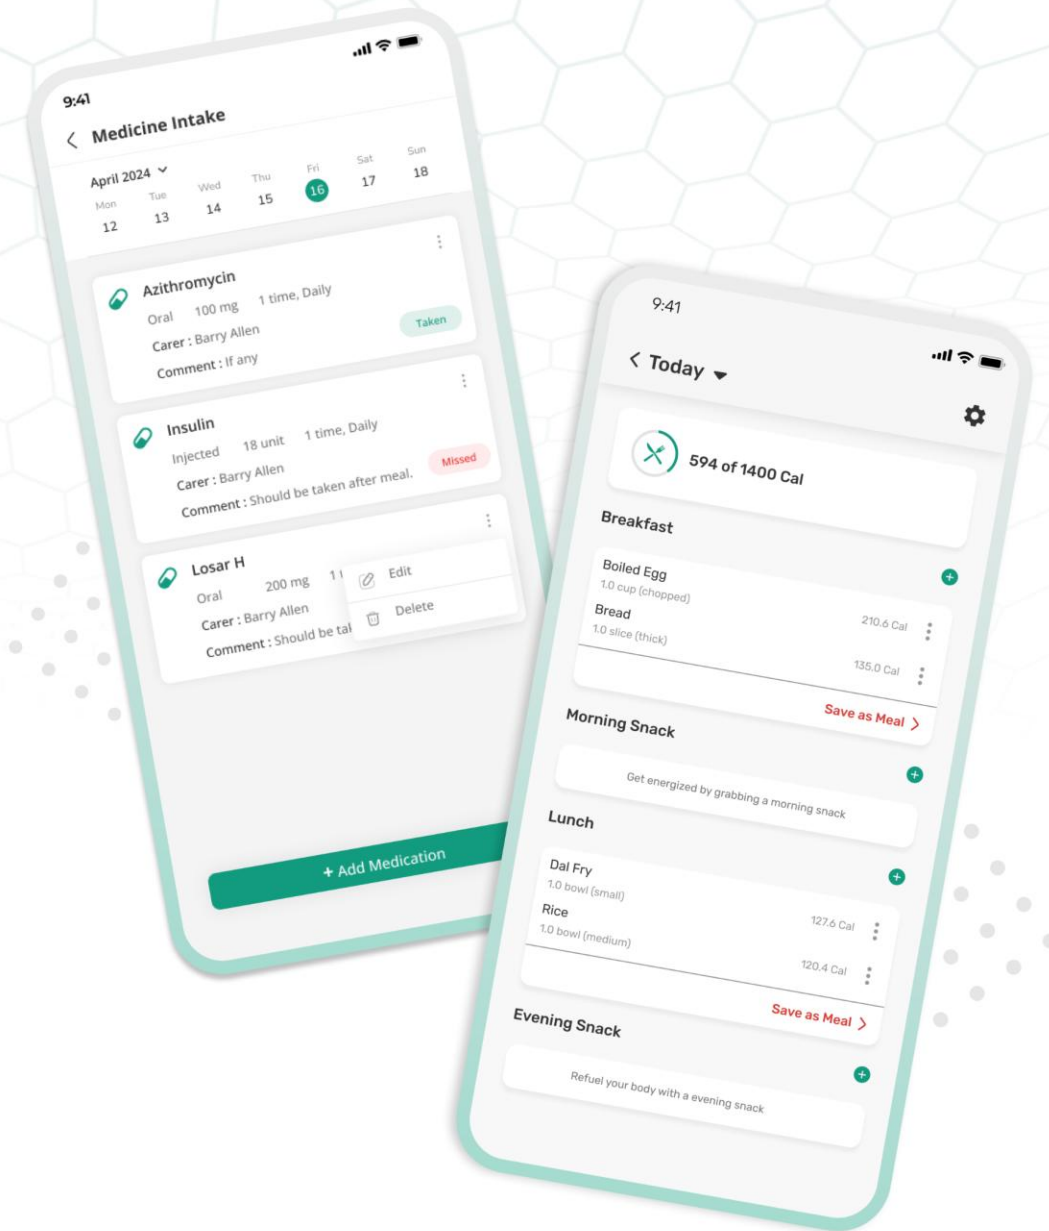 9:41
Medicine Intake
April 2024
Mon Tue Wed Thu Fri Sat Sun
12 13 14 15 16 17 18
Azithromycin
Oral 100 mg 1 time, Daily
Carer : Barry Allen
Comment : If any
Taken
Insulin
Injected 18 unit 1 time, Daily
Carer : Barry Allen
Comment : Should be taken after meal.
Missed
Losar H
Oral 200 mg 1
Carer : Barry Allen
Comment : Should be
Edit
Delete
+ Add Medication
9:41
Today
594 of 1400 Cal
Breakfast
Boiled Egg
1.0 cup (chopped)
210.6 Cal
Bread
1.0 slice (thick)
135.0 Cal
Save as Meal
Morning Snack
Get energized by grabbing a morning snack
Lunch
Dal Fry
1.0 bowl (small)
127.6 Cal
Rice
1.0 bowl (medium)
120.4 Cal
Save as Meal
Evening Snack
Refuel your body with a evening snack